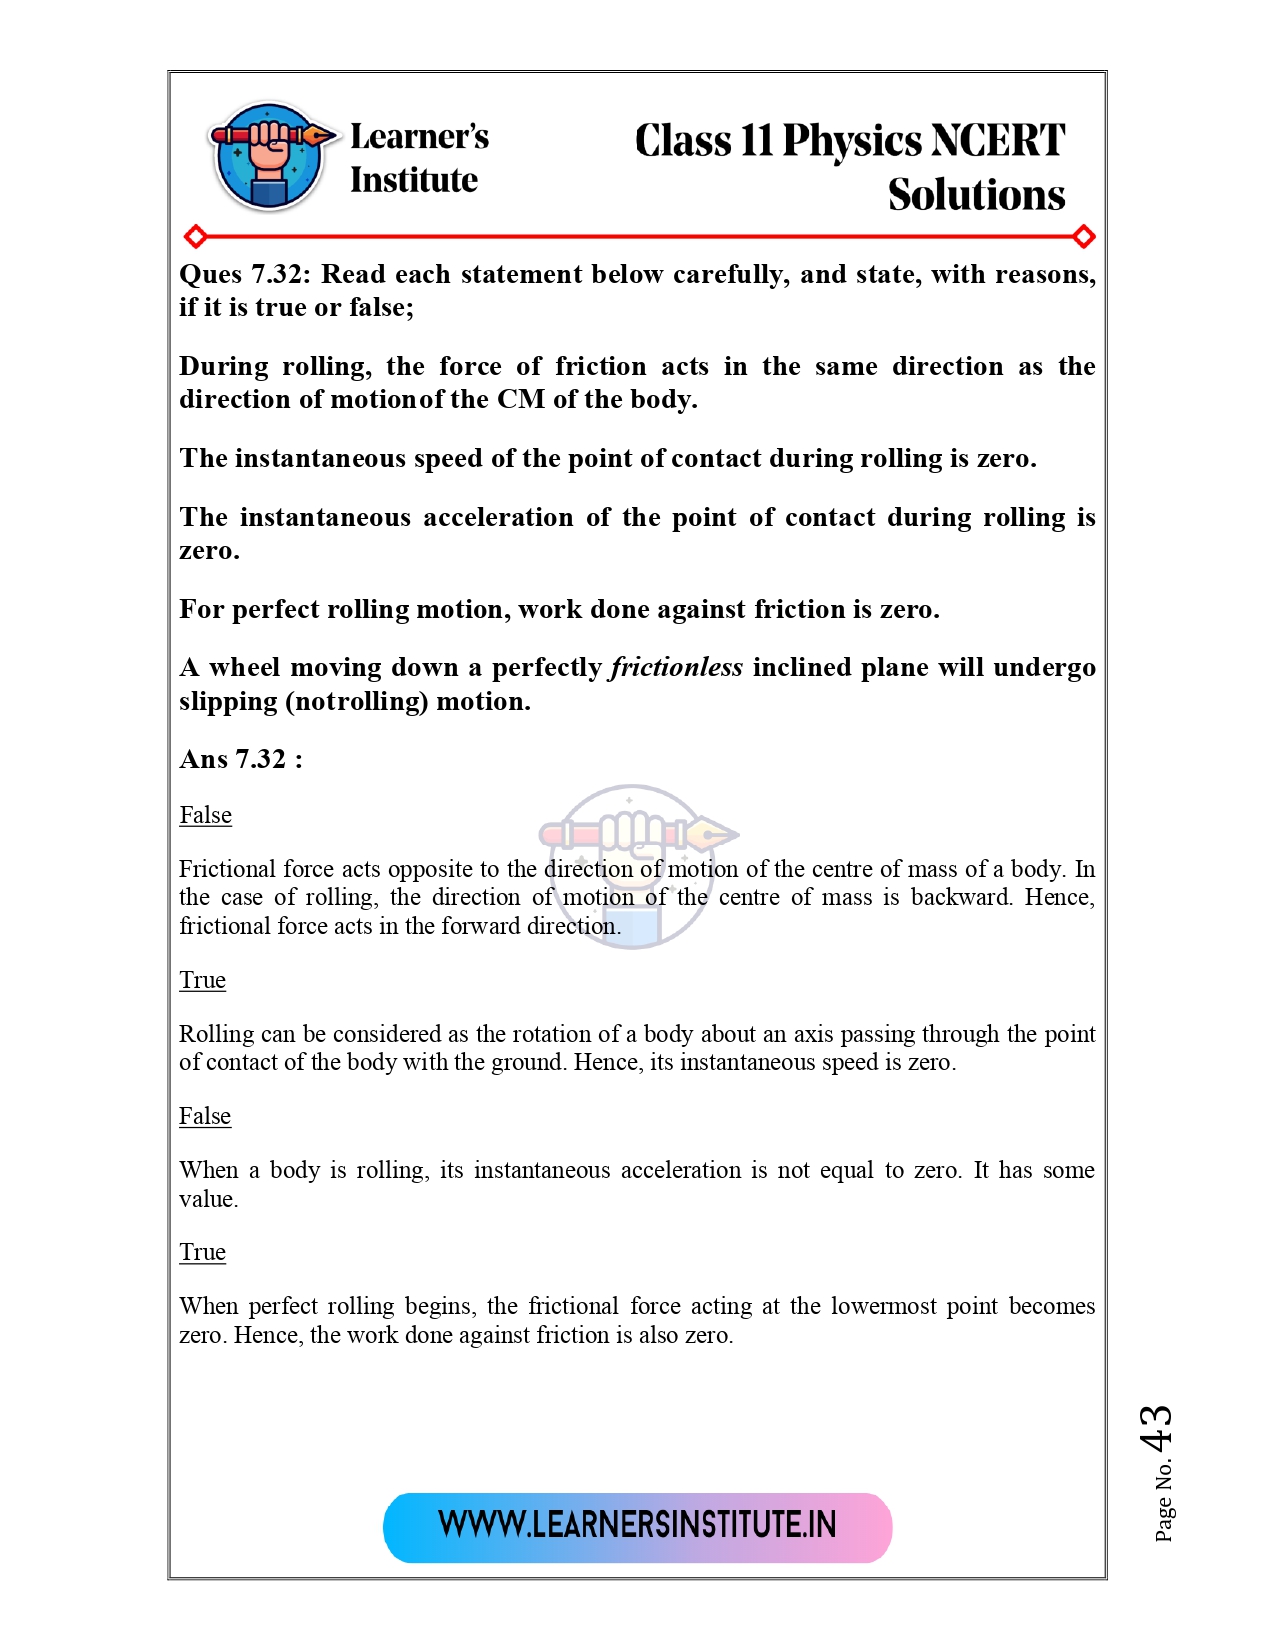 Learner's
Institute
Class 11 Physics NCERT
Solutions
Ques 7.32: Read each statement below carefully, and state, with reasons,
if it is true or false;
During rolling, the force of friction acts in the same direction as the
direction of motionof the CM of the body.
The instantaneous speed of the point of contact during rolling is zero.
The instantaneous acceleration of the point of contact during rolling is
zero.
For perfect rolling motion, work done against friction is zero.
A wheel moving down a perfectly frictionless inclined plane will undergo
slipping (notrolling) motion.
Ans 7.32 :
False
Frictional force acts opposite to the direction of motion of the centre of mass of a body. In
the case of rolling, the direction of motion of the centre of mass is backward. Hence,
frictional force acts in the forward direction.
True
Rolling can be considered as the rotation of a body about an axis passing through the point
of contact of the body with the ground. Hence, its instantaneous speed is zero.
False
When a body is rolling, its instantaneous acceleration is not equal to zero. It has some
value.
True
When perfect rolling begins, the frictional force acting at the lowermost point becomes
zero. Hence, the work done against friction is also zero.
Page No. 43
WWW.LEARNERSINSTITUTE.IN